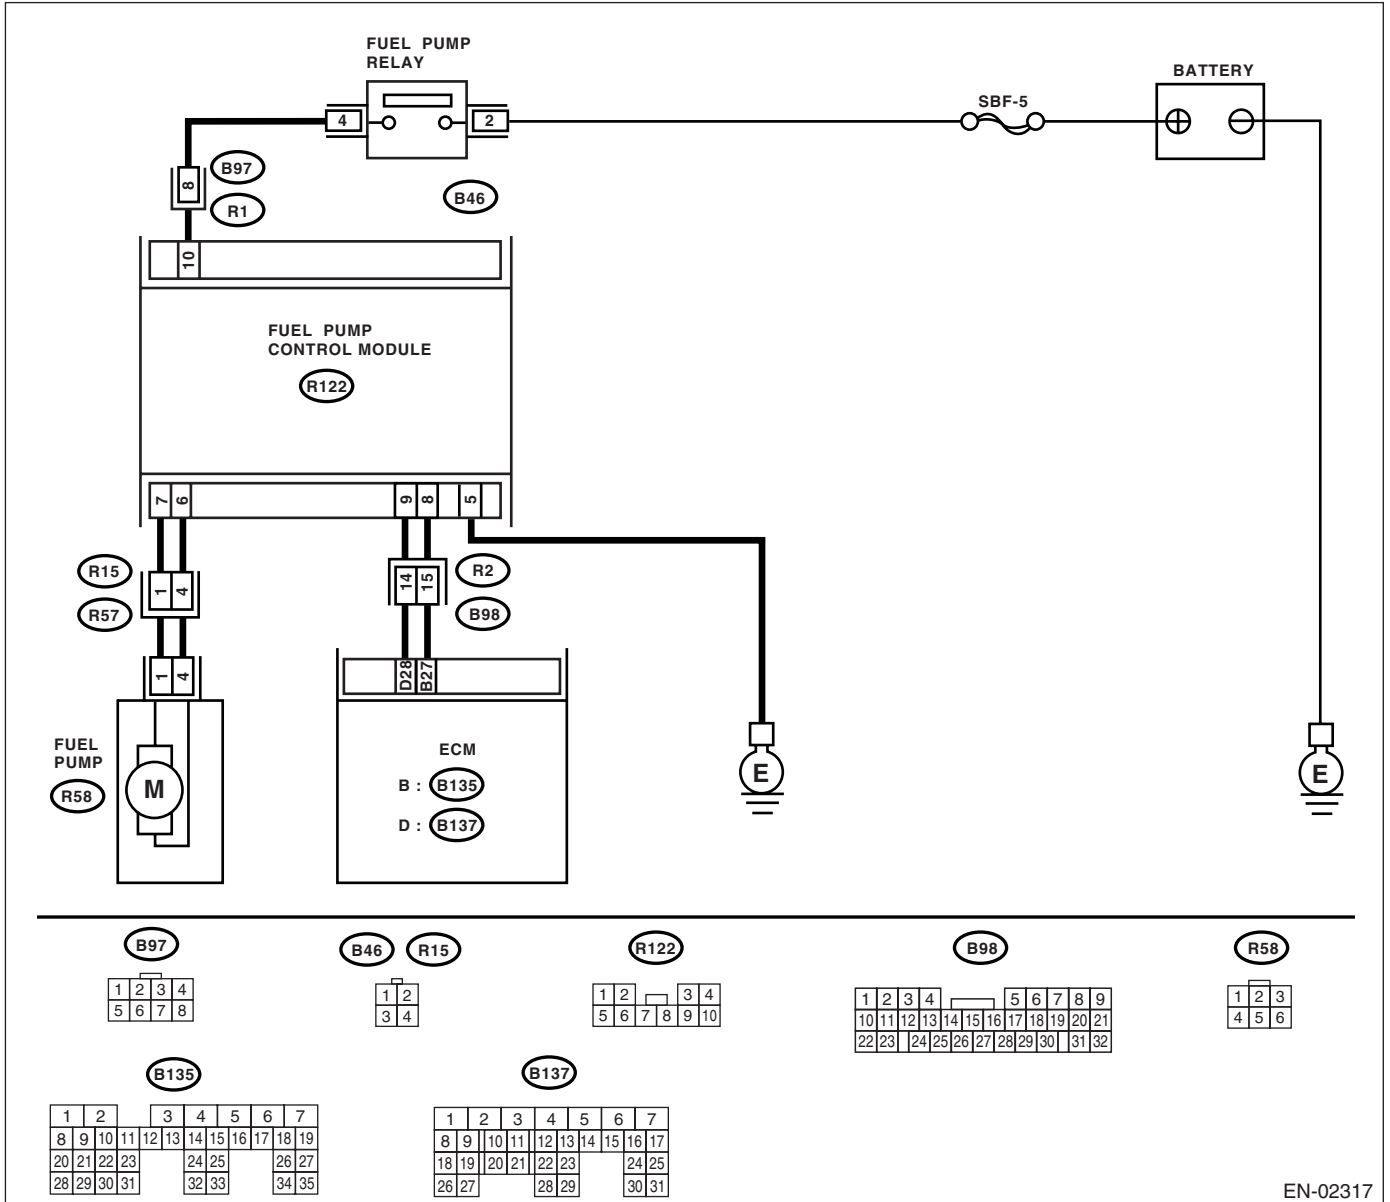 FUEL PUMP
RELAY
BATTERY
SBF-5
4
2
8
B97
R1
B46
10
FUEL PUMP
CONTROL MODULE
R122
7 6 9 8 5
R15
R57
1 4
14 15
R2
B98
1 4
D28 B27
FUEL
PUMP
R58
M
ECM
B : B135
D : B137
E
E
B97
B46 R15
R122
B98
R58
1 2 3 4
5 6 7 8
1 2
3 4
1 2 3 4
5 6 7 8 9 10
1 2 3 4 5 6 7 8 9
10 11 12 13 14 15 16 17 18 19 20 21
22 23 24 25 26 27 28 29 30 31 32
1 2 3
4 5 6
B135
B137
1 2 3 4 5 6 7
8 9 10 11 12 13 14 15 16 17 18 19
20 21 22 23 24 25 26 27
28 29 30 31 32 33 34 35
1 2 3 4 5 6 7
8 9 10 11 12 13 14 15 16 17
18 19 20 21 22 23 24 25
26 27 28 29 30 31
EN-02317